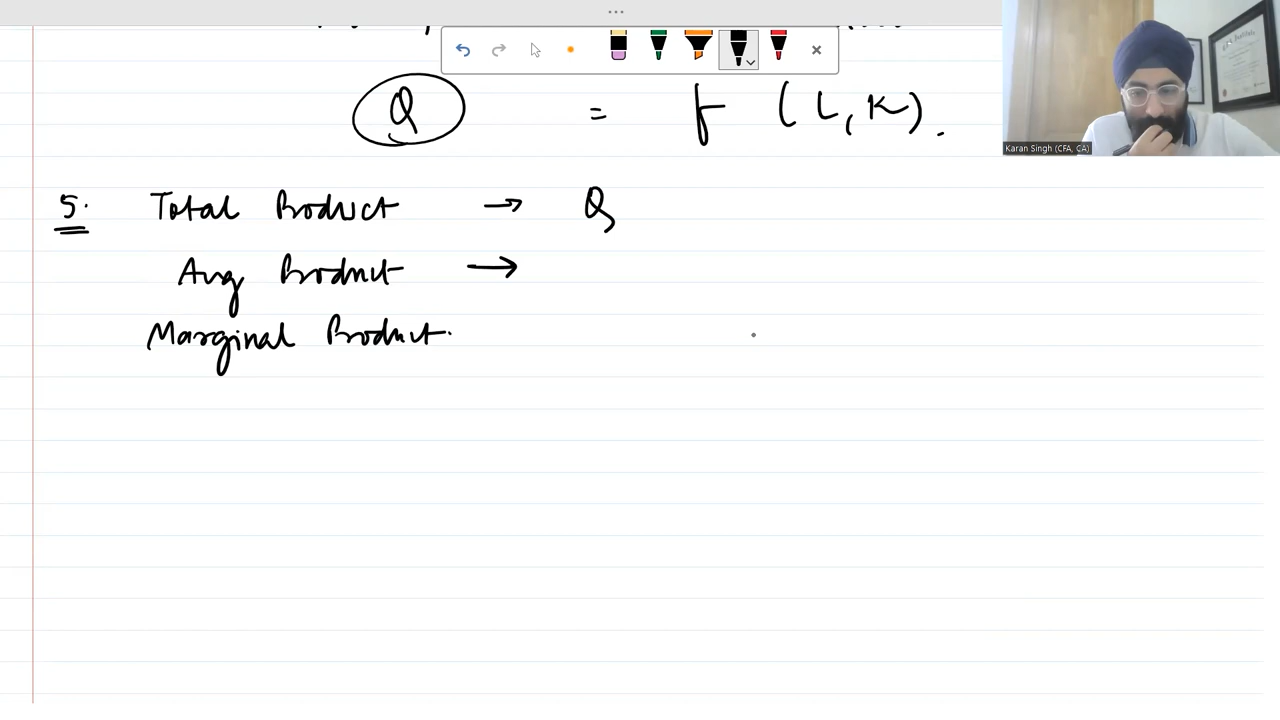 Q = f (L, K).
Karan Singh (CFA, CA)
5. Total Product → Q
Avg Product →
Marginal Product.